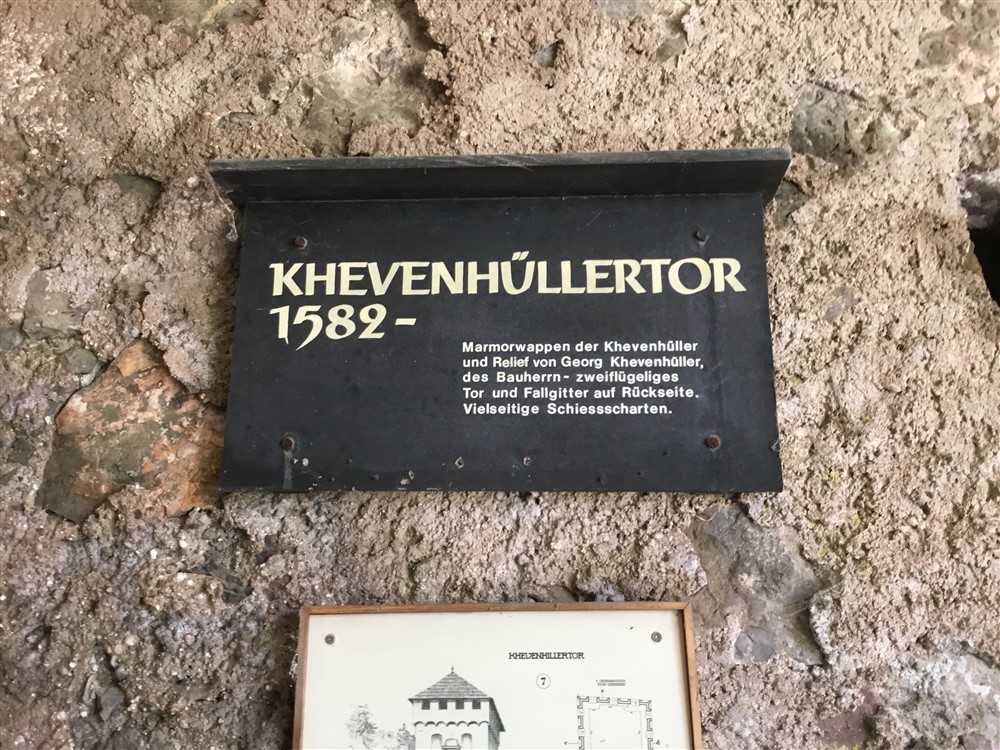 KHEVENHÜLLERTOR
1582-
Marmorwappen der Khevenhüller
und Relief von Georg Khevenhüller,
des Bauherrn- zweiflügeliges
Tor und Fallgitter auf Rückseite.
Vielseitige Schiessscharten.
KHEVENHILLERTOR
7